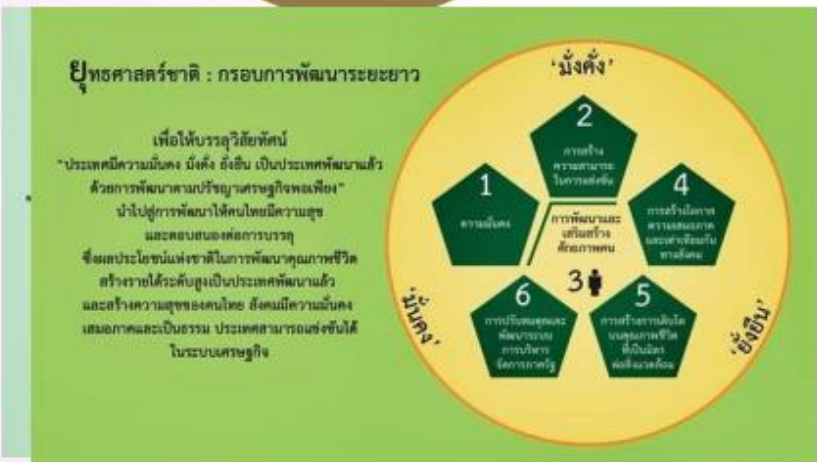 ยุทธศาสตร์ชาติ : กรอบการพัฒนาระยะยาว
เพื่อให้บรรลุวิสัยทัศน์
"ประเทศมีความมั่นคง มั่งคั่ง ยั่งยืน เป็นประเทศพัฒนาแล้ว
ด้วยการพัฒนาตามปรัชญาเศรษฐกิจพอเพียง"
นำไปสู่การพัฒนาให้คนไทยมีความสุข
และตอบสนองต่อการบรรลุ
ซึ่งผลประโยชน์แห่งชาติในการพัฒนาคุณภาพชีวิต
สร้างรายได้ระดับสูงเป็นประเทศพัฒนาแล้ว
และสร้างความสุขของคนไทย สังคมมีความมั่นคง
เสมอภาคและเป็นธรรม ประเทศสามารถแข่งขันได้
ในระบบเศรษฐกิจ
'มั่งคั่ง'
2
การสร้าง
ความสามารถ
ในการแข่งขัน
1
ความมั่นคง
4
การสร้างโอกาส
ความเสมอภาค
และเท่าเทียมกัน
ทางสังคม
การพัฒนาและ
เสริมสร้าง
ศักยภาพคน
3
6
การปรับสมดุลและ
พัฒนาระบบ
การบริหาร
จัดการภาครัฐ
5
การสร้างการเติบโต
บนคุณภาพชีวิต
ที่เป็นมิตร
ต่อสิ่งแวดล้อม
'มั่นคง'
'ยั่งยืน'